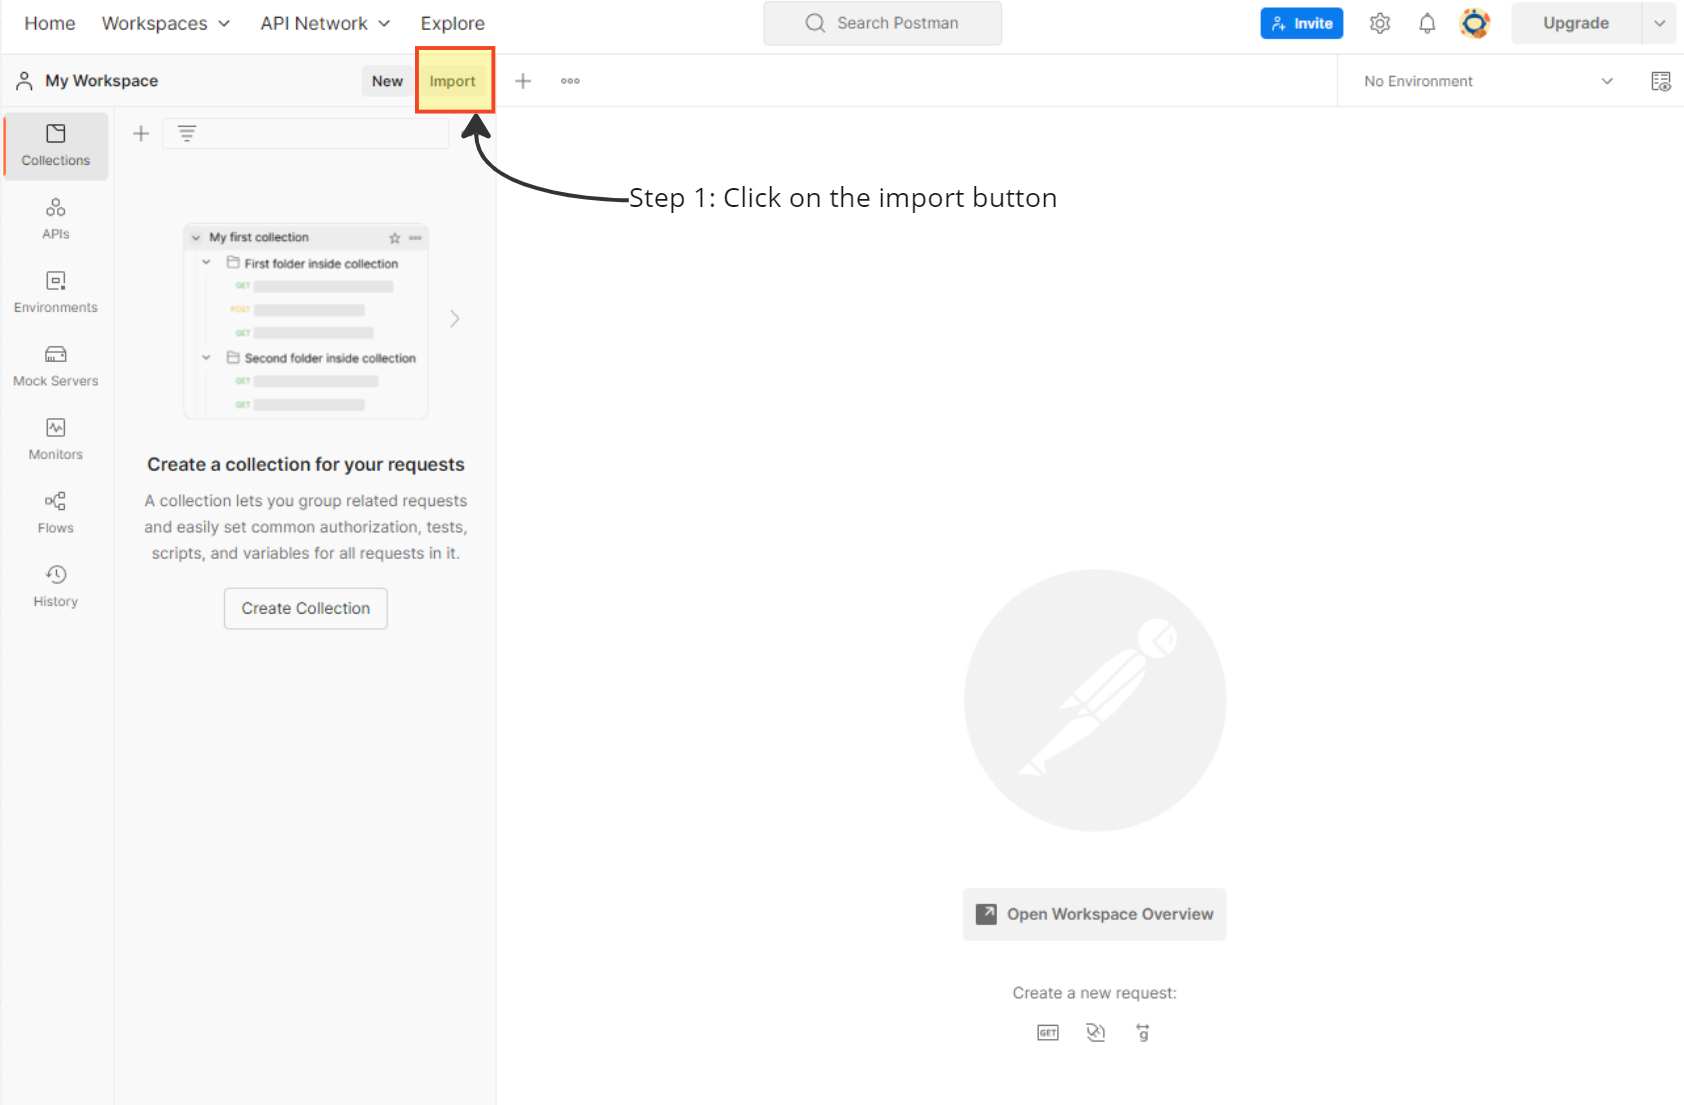 Home Workspaces API Network Explore Search Postman Invite Upgrade
My Workspace New Import No Environment
Collections
APIs
Environments
Mock Servers
Monitors
Flows
History
Step 1: Click on the import button
My first collection
First folder inside collection
GET
POST
GET
Second folder inside collection
GET
GET
Create a collection for your requests
A collection lets you group related requests
and easily set common authorization, tests,
scripts, and variables for all requests in it.
Create Collection
Open Workspace Overview
Create a new request:
GET g